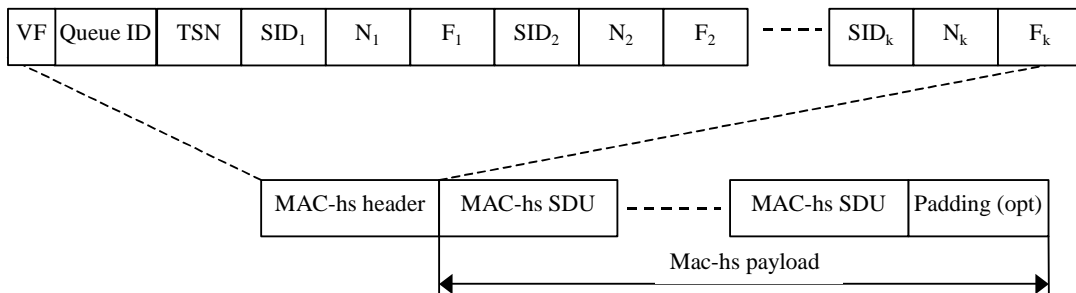 VF Queue ID TSN SID₁ N₁ F₁ SID₂ N₂ F₂ SIDₖ Nₖ Fₖ
MAC-hs header MAC-hs SDU MAC-hs SDU Padding (opt)
Mac-hs payload